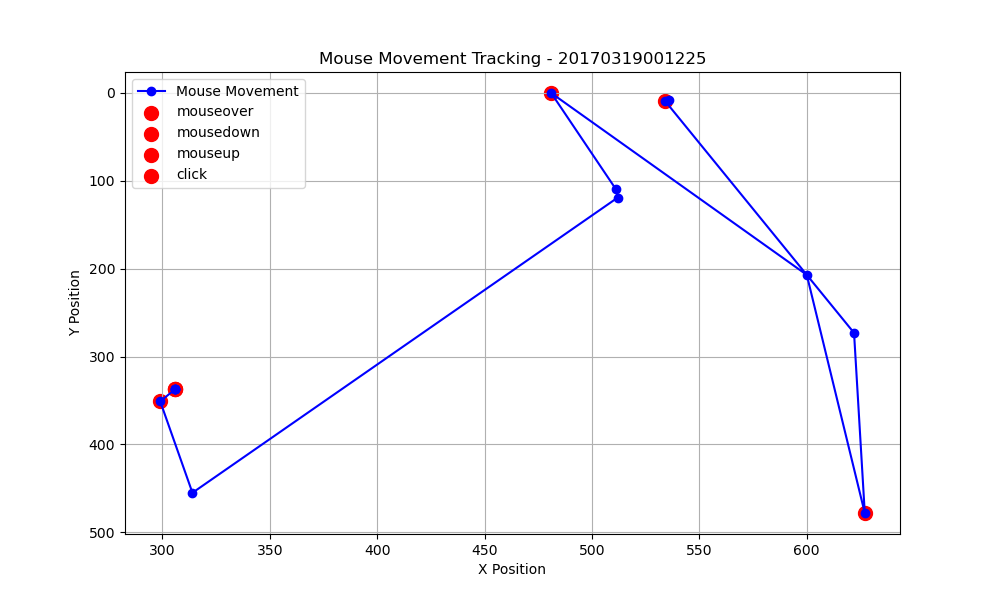 Mouse Movement Tracking - 20170319001225
Mouse Movement
mouseover
mousedown
mouseup
click
0
100
200
300
400
500
Y Position
300
350
400
450
500
550
600
X Position